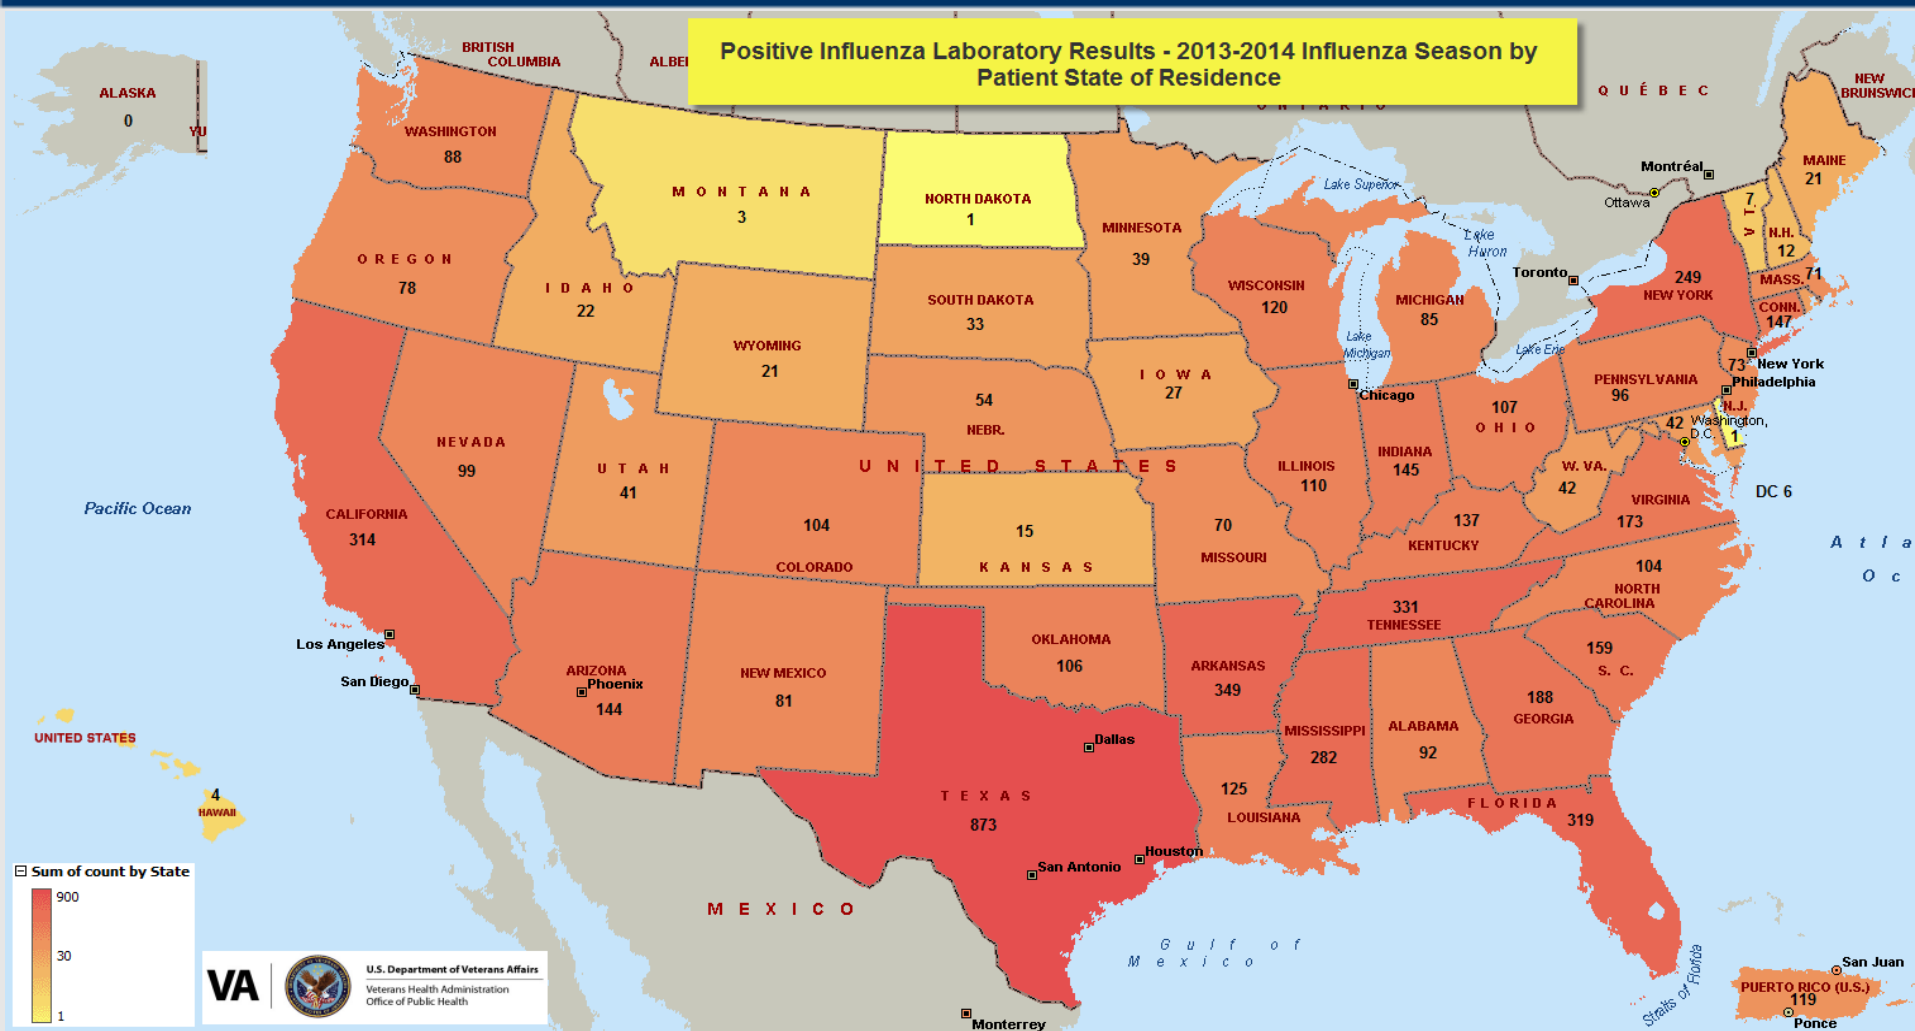 Positive Influenza Laboratory Results - 2013-2014 Influenza Season by
Patient State of Residence
BRITISH
COLUMBIA
QUÉBEC
NEW
ALASKA
0
WASHINGTON
88
MONTANA
3
NORTH DAKOTA
1
MINNESOTA
39
Lake Superior
Montréal
Ottawa
MAINE
21
7
V T.
N.H.
12
OREGON
78
IDAHO
22
WYOMING
21
SOUTH DAKOTA
33
WISCONSIN
120
MICHIGAN
85
Lake
Huron
Toronto
249
NEW YORK
MASS.
71
CONN.
147
Lake
Michigan
Lake Erie
IOWA
27
54
NEBR.
Chicago
107
OHIO
PENNSYLVANIA
96
73
New York
Philadelphia
N.J.
42
Washington,
D.C.
1
NEVADA
99
UTAH
41
UNITED STATES
ILLINOIS
110
INDIANA
145
W. VA.
42
VIRGINIA
173
DC 6
Pacific Ocean
CALIFORNIA
314
104
COLORADO
15
KANSAS
70
MISSOURI
137
KENTUCKY
Atla
Oc
104
NORTH
CAROLINA
331
TENNESSEE
Los Angeles
San Diego
ARIZONA
Phoenix
144
NEW MEXICO
81
OKLAHOMA
106
ARKANSAS
349
159
S. C.
188
GEORGIA
MISSISSIPPI
282
ALABAMA
92
UNITED STATES
4
HAWAII
Dallas
TEXAS
873
125
LOUISIANA
FLORIDA
319
Houston
San Antonio
Sum of count by State
900
30
1
MEXICO
Gulf of
Mexico
Straits of Florida
San Juan
PUERTO RICO (U.S.)
119
Ponce
VA
U.S. Department of Veterans Affairs
Veterans Health Administration
Office of Public Health
Monterrey